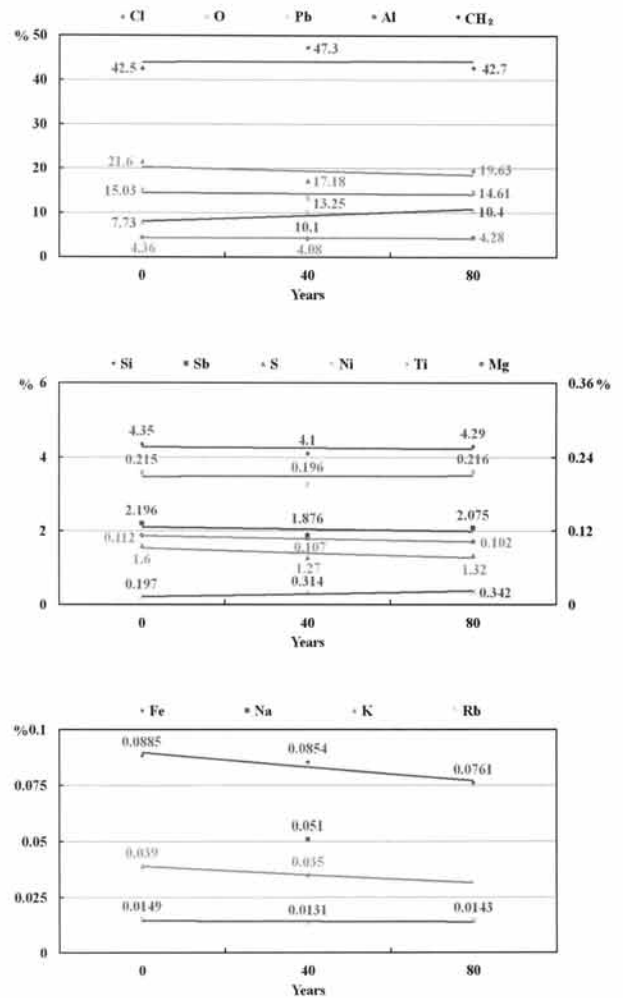 Cl O Pb Al CH₂
% 50
47.3
40 42.5 42.7
30
20 21.6 17.18 19.63
15.03 13.25 14.61
10 7.73 10.1 10.4
4.36 4.08 4.28
0
0 40 80
Years
Si Sb S Ni Ti Mg
% 6 0.36 %
4.35 4.1 4.29
4 0.215 0.196 0.216 0.24
2.196 1.876 2.075
2 0.112 0.107 0.102 0.12
1.6 1.27 1.32
0.197 0.314 0.342
0 0
0 40 80
Years
Fe Na K Rb
% 0.1
0.0885 0.0854 0.0761
0.075
0.051
0.05
0.039 0.035
0.025
0.0149 0.0131 0.0143
0
0 40 80
Years